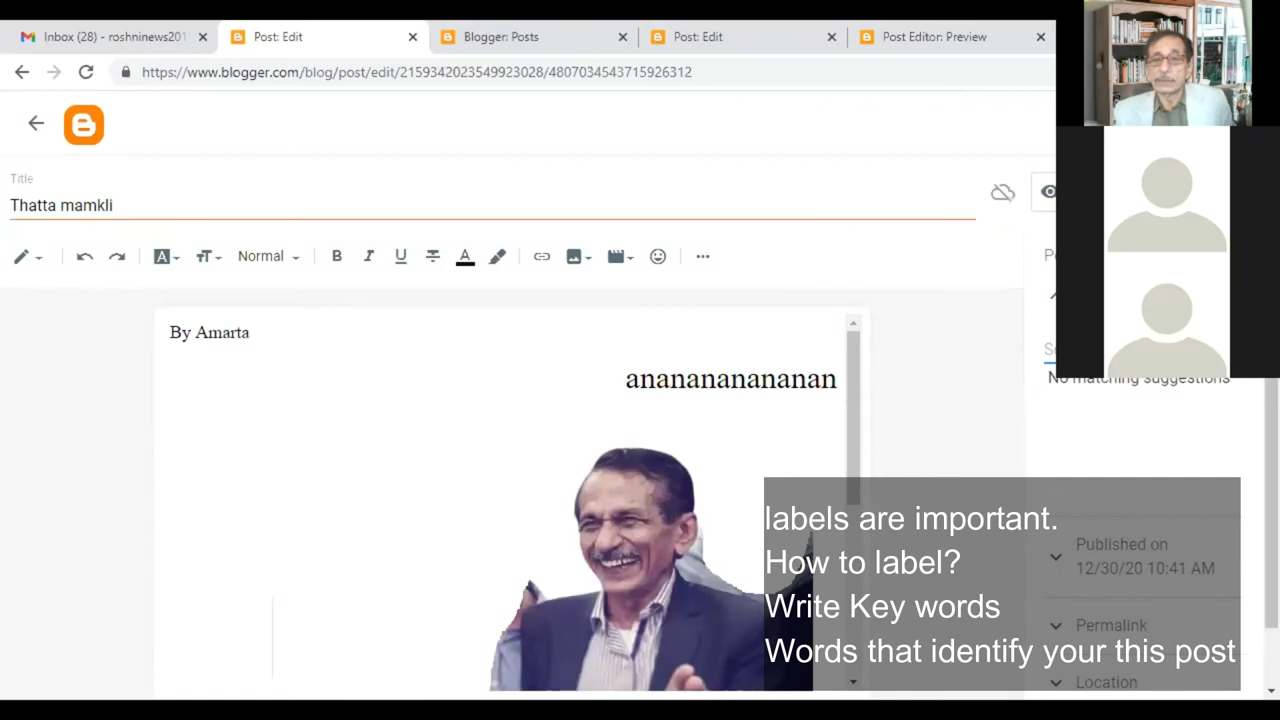 Inbox (28) - roshninews201
Post: Edit
Blogger: Posts
Post: Edit
Post Editor: Preview
https://www.blogger.com/blog/post/edit/2159342023549923028/4807034543715926312
Title
Thatta mamkli
Normal
B I U A
By Amarta
anananananan
No matching suggestions
labels are important.
How to label?
Write Key words
Words that identify your this post
Published on
12/30/20 10:41 AM
Permalink
Location